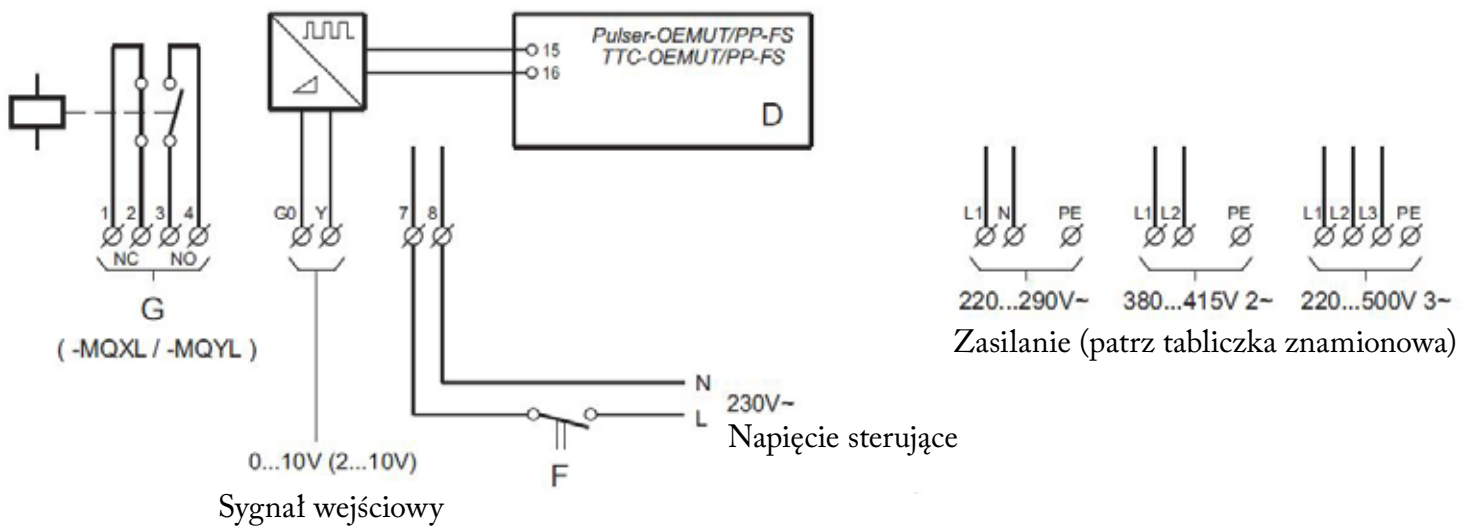 Pulser-OEMUT/PP-FS
TTC-OEMUT/PP-FS
15
16
D
1 2 3 4
NC NO
G
( -MQXL / -MQYL )
G0 Y
0...10V (2...10V)
Sygnał wejściowy
7 8
N
L
230V~
Napięcie sterujące
F
L1 N PE
220...290V~
L1 L2 PE
380...415V 2~
L1 L2 L3 PE
220...500V 3~
Zasilanie (patrz tabliczka znamionowa)